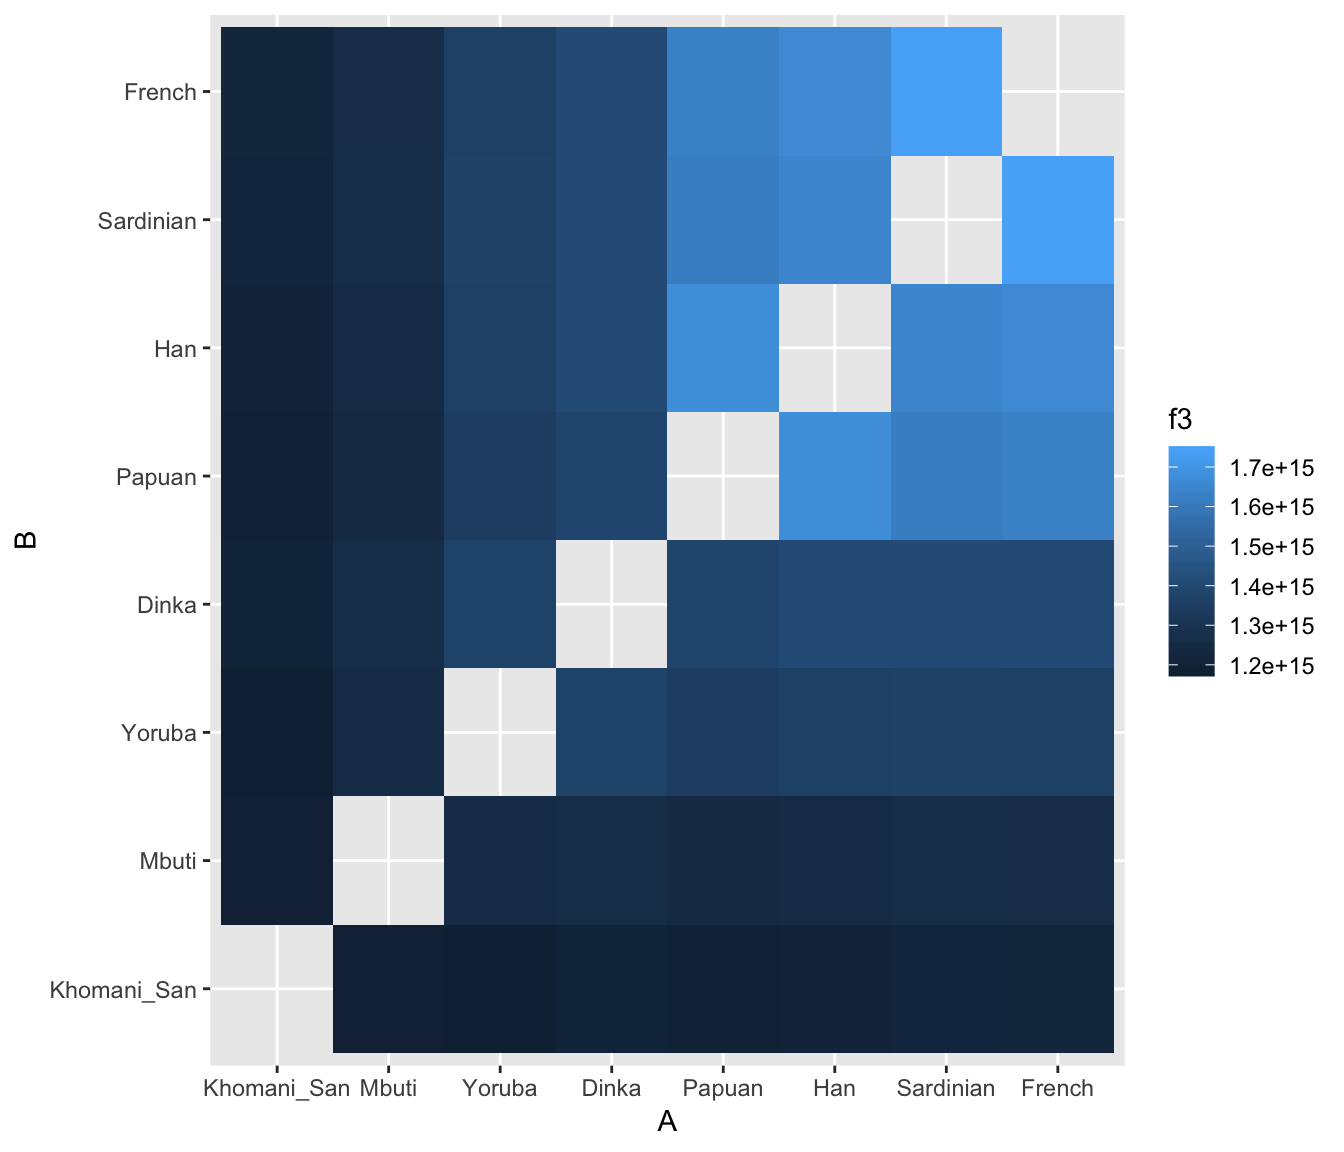 French
Sardinian
Han
Papuan
Dinka
Yoruba
Mbuti
Khomani_San
B
Khomani_San Mbuti Yoruba Dinka Papuan Han Sardinian French
A
f3
1.7e+15
1.6e+15
1.5e+15
1.4e+15
1.3e+15
1.2e+15